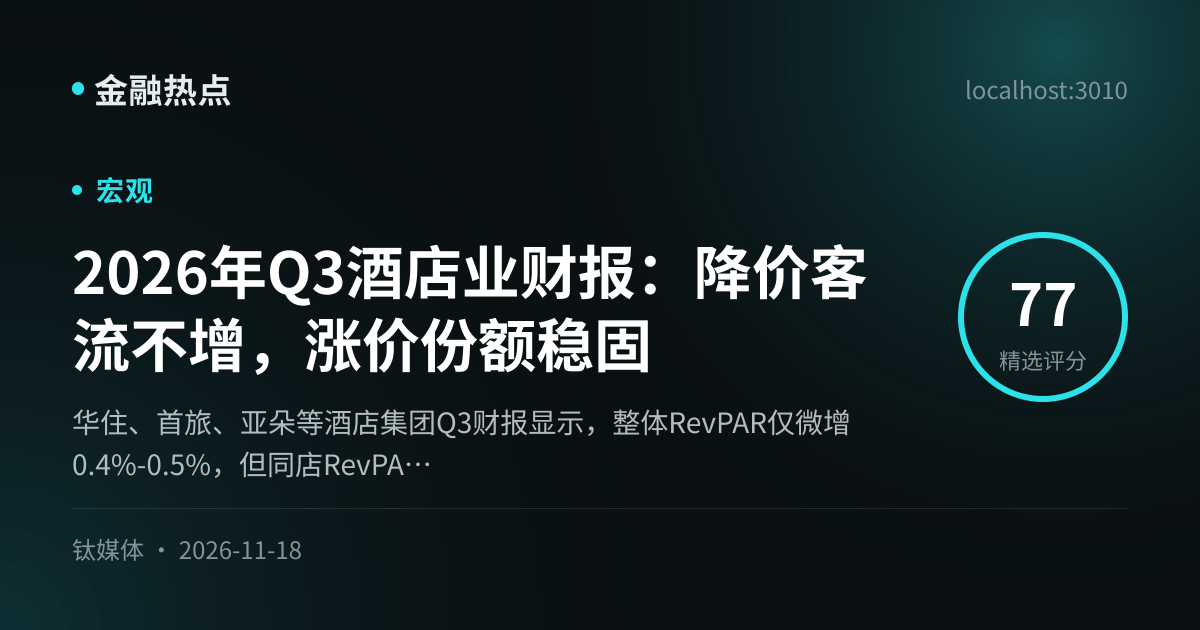 金融热点
localhost:3010
宏观
2026年Q3酒店业财报：降价客
流不增，涨价份额稳固
77
精选评分
华住、首旅、亚朵等酒店集团Q3财报显示，整体RevPAR仅微增
0.4%-0.5%，但同店RevPA…
钛媒体 · 2026-11-18